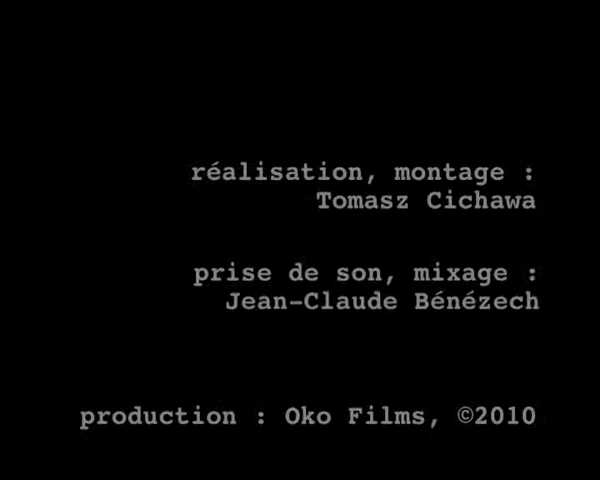 réalisation, montage :
Tomasz Cichawa
prise de son, mixage :
Jean-Claude Bénézech
production : Oko Films, ©2010